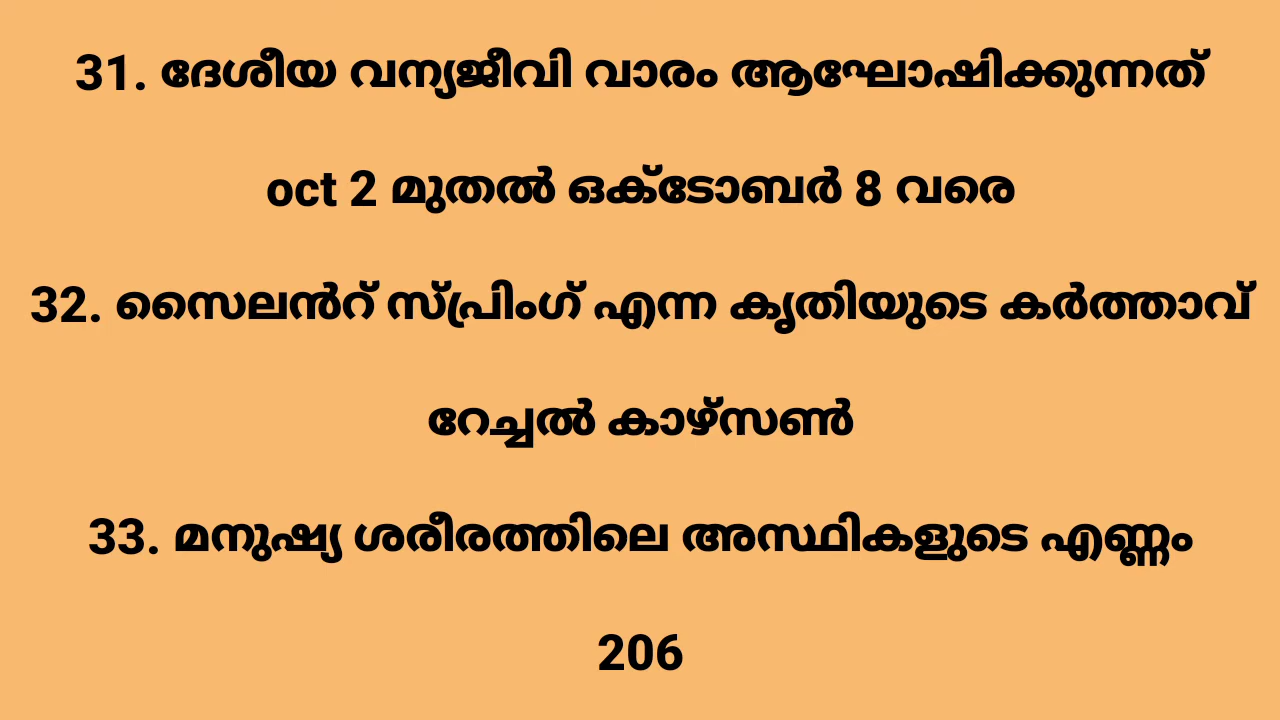 31. ദേശീയ വന്യജീവി വാരം ആഘോഷിക്കുന്നത്
oct 2 മുതൽ ഒക്ടോബർ 8 വരെ
32. സൈലൻറ് സ്പ്രിംഗ് എന്ന കൃതിയുടെ കർത്താവ്
റേച്ചൽ കാഴ്സൺ
33. മനുഷ്യ ശരീരത്തിലെ അസ്ഥികളുടെ എണ്ണം
206